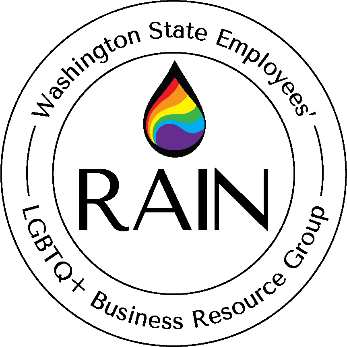 Washington State Employees'
RAIN
LGBTQ+ Business Resource Group